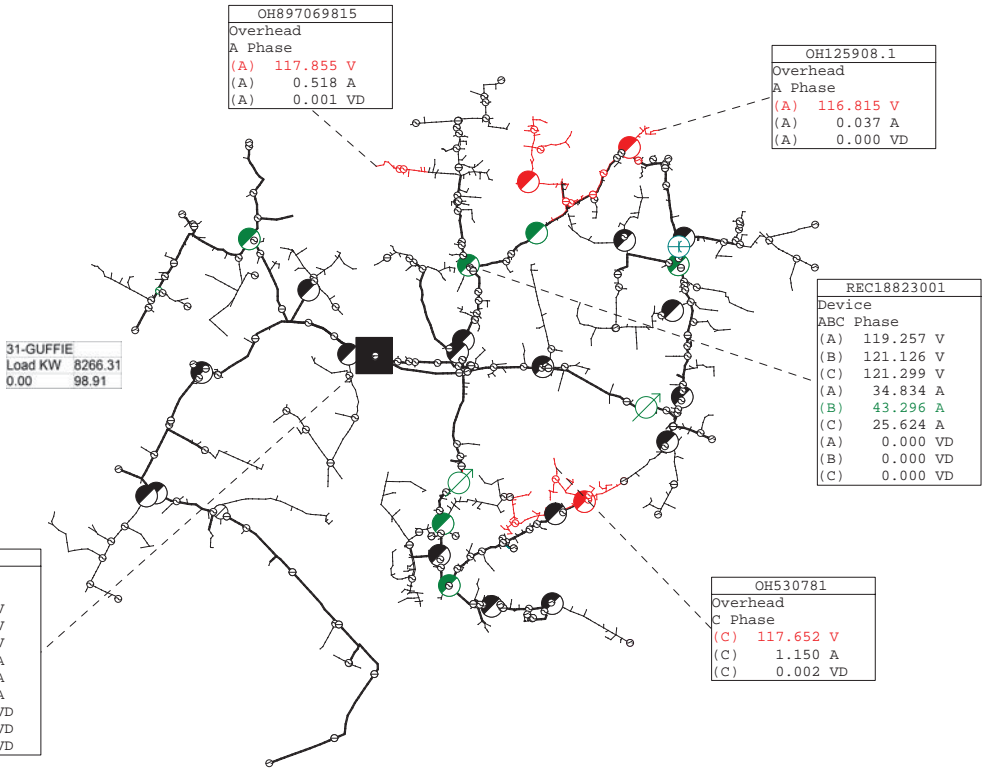 OH897069815
Overhead
A Phase
(A) 117.855 V
(A) 0.518 A
(A) 0.001 VD
OH125908.1
Overhead
A Phase
(A) 116.815 V
(A) 0.037 A
(A) 0.000 VD
REC18823001
Device
ABC Phase
(A) 119.257 V
(B) 121.126 V
(C) 121.299 V
(A) 34.834 A
(B) 43.296 A
(C) 25.624 A
(A) 0.000 VD
(B) 0.000 VD
(C) 0.000 VD
31-GUFFIE
Load KW 8266.31
0.00 98.91
V
V
V
A
A
A
VD
VD
VD
OH530781
Overhead
C Phase
(C) 117.652 V
(C) 1.150 A
(C) 0.002 VD